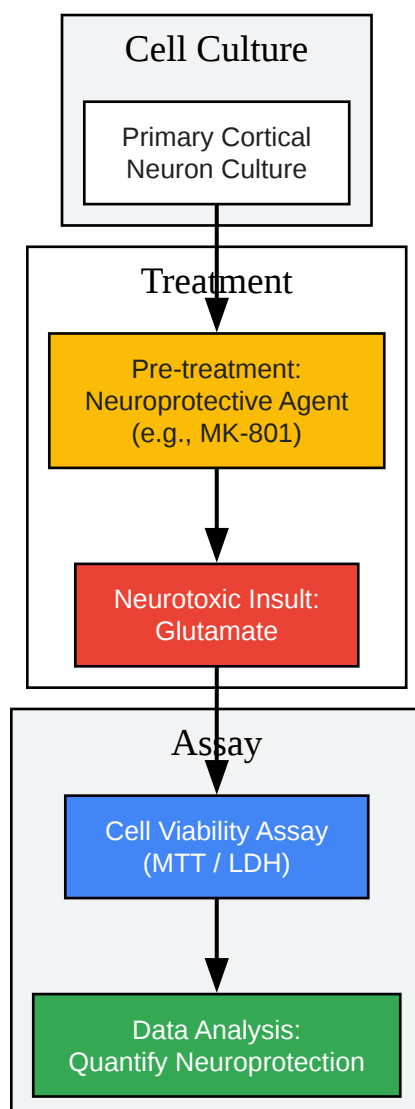 Cell Culture
Primary Cortical
Neuron Culture
Treatment
Pre-treatment:
Neuroprotective Agent
(e.g., MK-801)
Neurotoxic Insult:
Glutamate
Assay
Cell Viability Assay
(MTT / LDH)
Data Analysis:
Quantify Neuroprotection